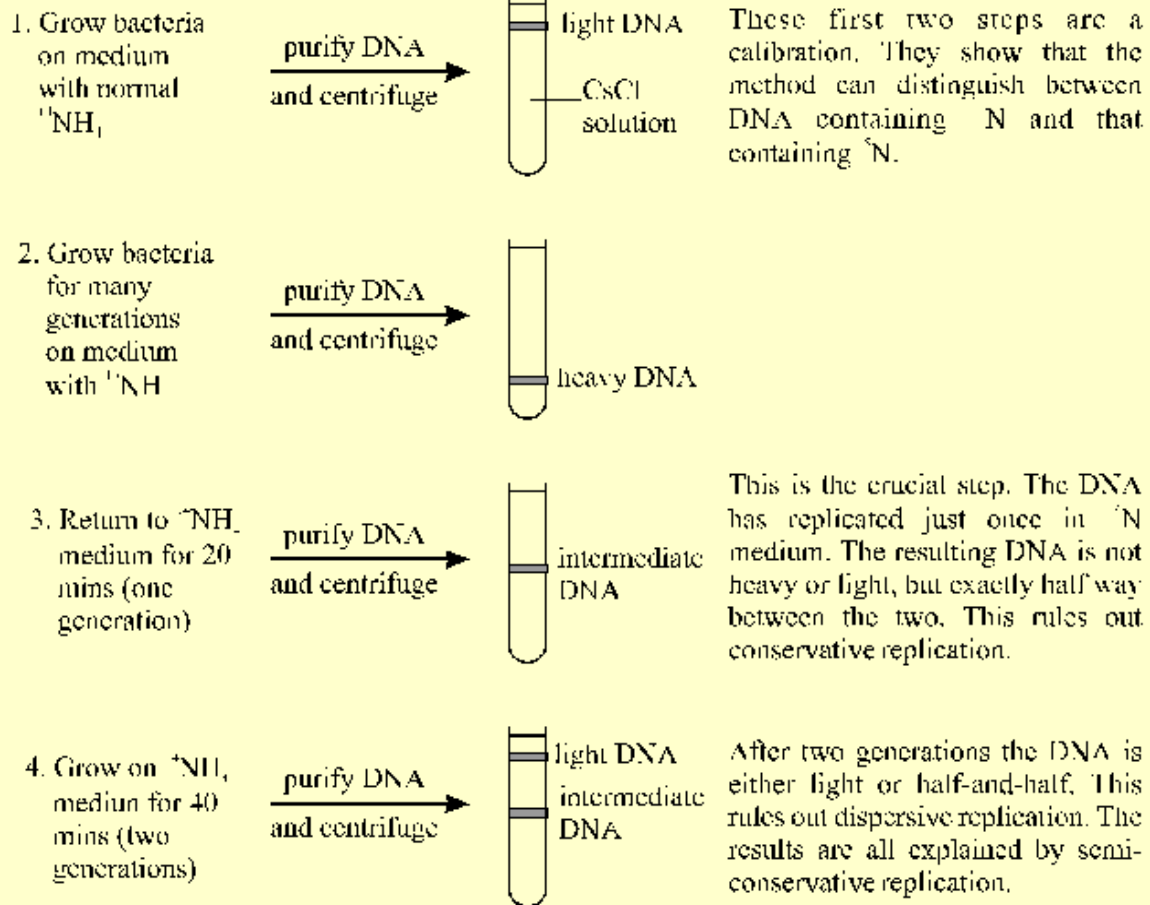 1. Grow bacteria
on medium
with normal
NH
purify DNA
and centrifuge
light DNA
CsCl
solution
These first two steps are a
calibration. They show that the
method can distinguish between
DNA containing N and that
containing N.
2. Grow bacteria
for many
generations
on medium
with NH
purify DNA
and centrifuge
heavy DNA
3. Return to NH
medium for 20
mins (one
generation)
purify DNA
and centrifuge
intermediate
DNA
This is the crucial step. The DNA
has replicated just once in N
medium. The resulting DNA is not
heavy or light, but exactly half way
between the two. This rules out
conservative replication.
4. Grow on NH
mediun for 40
mins (two
generations)
purify DNA
and centrifuge
light DNA
intermediate
DNA
After two generations the DNA is
either light or half-and-half. This
rules out dispersive replication. The
results are all explained by semi-
conservative replication.